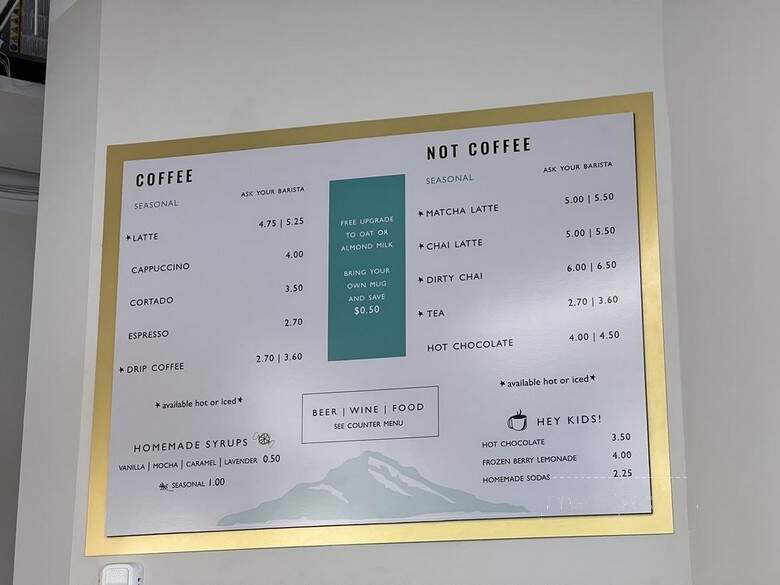 COFFEE
SEASONAL ASK YOUR BARISTA
*LATTE 4.75 | 5.25
CAPPUCCINO 4.00
CORTADO 3.50
ESPRESSO 2.70
*DRIP COFFEE 2.70 | 3.60
*available hot or iced*
HOMEMADE SYRUPS
VANILLA | MOCHA | CARAMEL | LAVENDER 0.50
SEASONAL 1.00
FREE UPGRADE
TO OAT OR
ALMOND MILK
BRING YOUR
OWN MUG
AND SAVE
$0.50
BEER | WINE | FOOD
SEE COUNTER MENU
NOT COFFEE
SEASONAL ASK YOUR BARISTA
*MATCHA LATTE 5.00 | 5.50
*CHAI LATTE 5.00 | 5.50
*DIRTY CHAI 6.00 | 6.50
*TEA 2.70 | 3.60
HOT CHOCOLATE 4.00 | 4.50
*available hot or iced*
HEY KIDS!
HOT CHOCOLATE 3.50
FROZEN BERRY LEMONADE 4.00
HOMEMADE SODAS 2.25